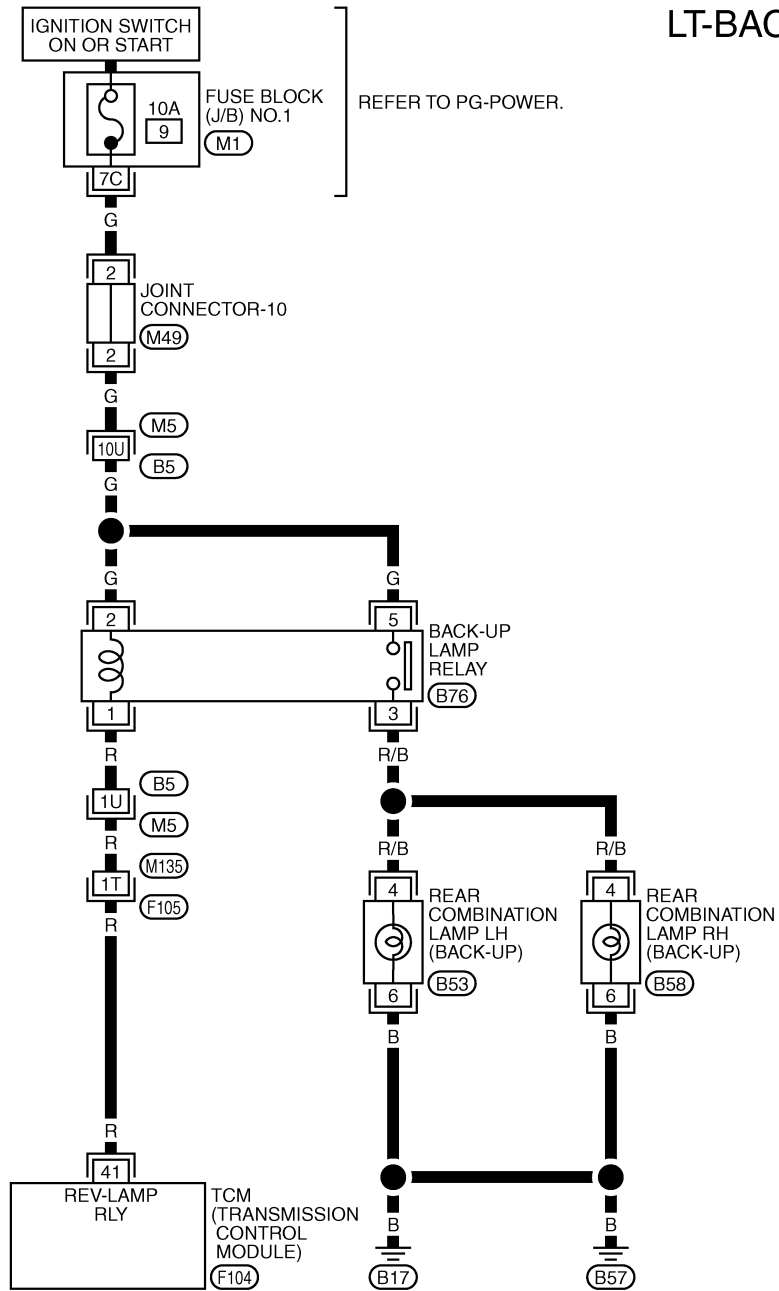 LT-BAC
IGNITION SWITCH
ON OR START
10A
9
FUSE BLOCK
(J/B) NO.1
M1
REFER TO PG-POWER.
7C
G
2
JOINT
CONNECTOR-10
M49
2
G
M5
10U
B5
G
G
G
2
5
BACK-UP
LAMP
RELAY
B76
1
3
R
R/B
B5
1U
M5
R
M135
1T
F105
R
R/B
R/B
4
REAR
COMBINATION
LAMP LH
(BACK-UP)
B53
6
4
REAR
COMBINATION
LAMP RH
(BACK-UP)
B58
6
B
B
R
41
REV-LAMP
RLY
TCM
(TRANSMISSION
CONTROL
MODULE)
F104
B
B
B17
B57